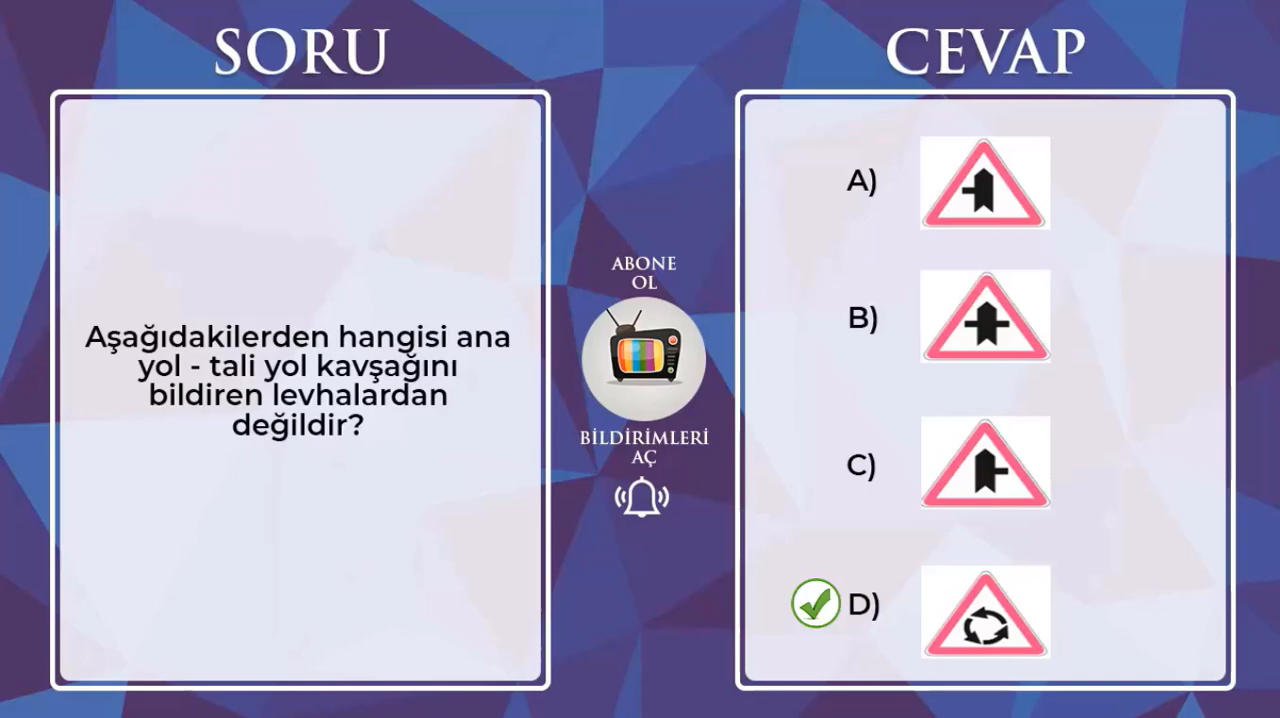 SORU
Aşağıdakilerden hangisi ana
yol - tali yol kavşağını
bildiren levhalardan
değildir?
ABONE
OL
BİLDİRİMLERİ
AÇ
CEVAP
A)
B)
C)
D)